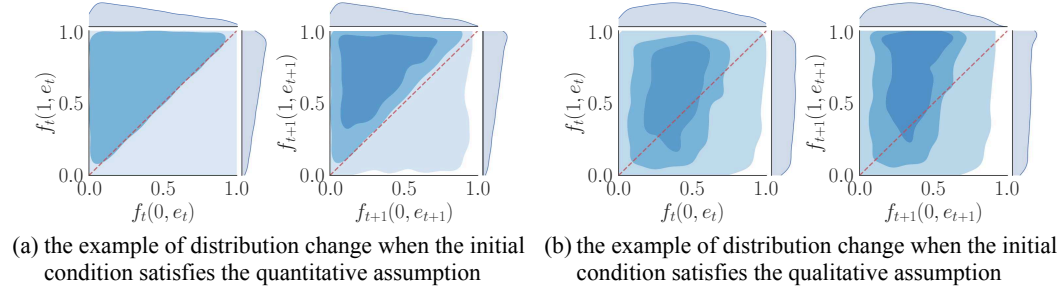 f_t(1, e_t)
1.0
0.5
0.0
0.0 0.5 1.0
f_t(0, e_t)
f_{t+1}(1, e_{t+1})
1.0
0.5
0.0
0.0 0.5 1.0
f_{t+1}(0, e_{t+1})
(a) the example of distribution change when the initial
condition satisfies the quantitative assumption
f_t(1, e_t)
1.0
0.5
0.0
0.0 0.5 1.0
f_t(0, e_t)
f_{t+1}(1, e_{t+1})
1.0
0.5
0.0
0.0 0.5 1.0
f_{t+1}(0, e_{t+1})
(b) the example of distribution change when the initial
condition satisfies the qualitative assumption